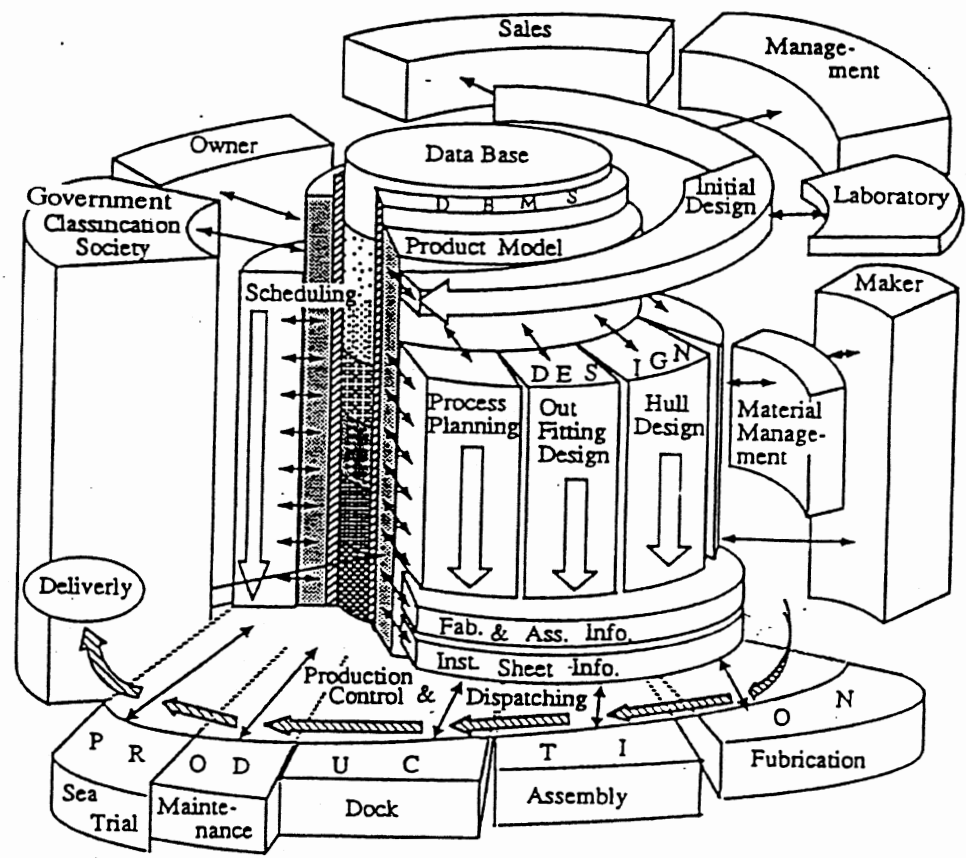 Sales
Manage-
ment
Owner
Data Base
Government
Classincation
Society
D B M S
Initial
Design
Laboratory
Product Model
Scheduling
Maker
DES IGN
Process
Planning
Out
Fitting
Design
Hull
Design
Material
Manage-
ment
Deliverly
Fab. & Ass. Info.
Inst. Sheet Info.
Production
Control & Dispatching
P R O D U C T I O N
Fubrication
Sea
Trial
Mainte-
nance
Dock
Assembly